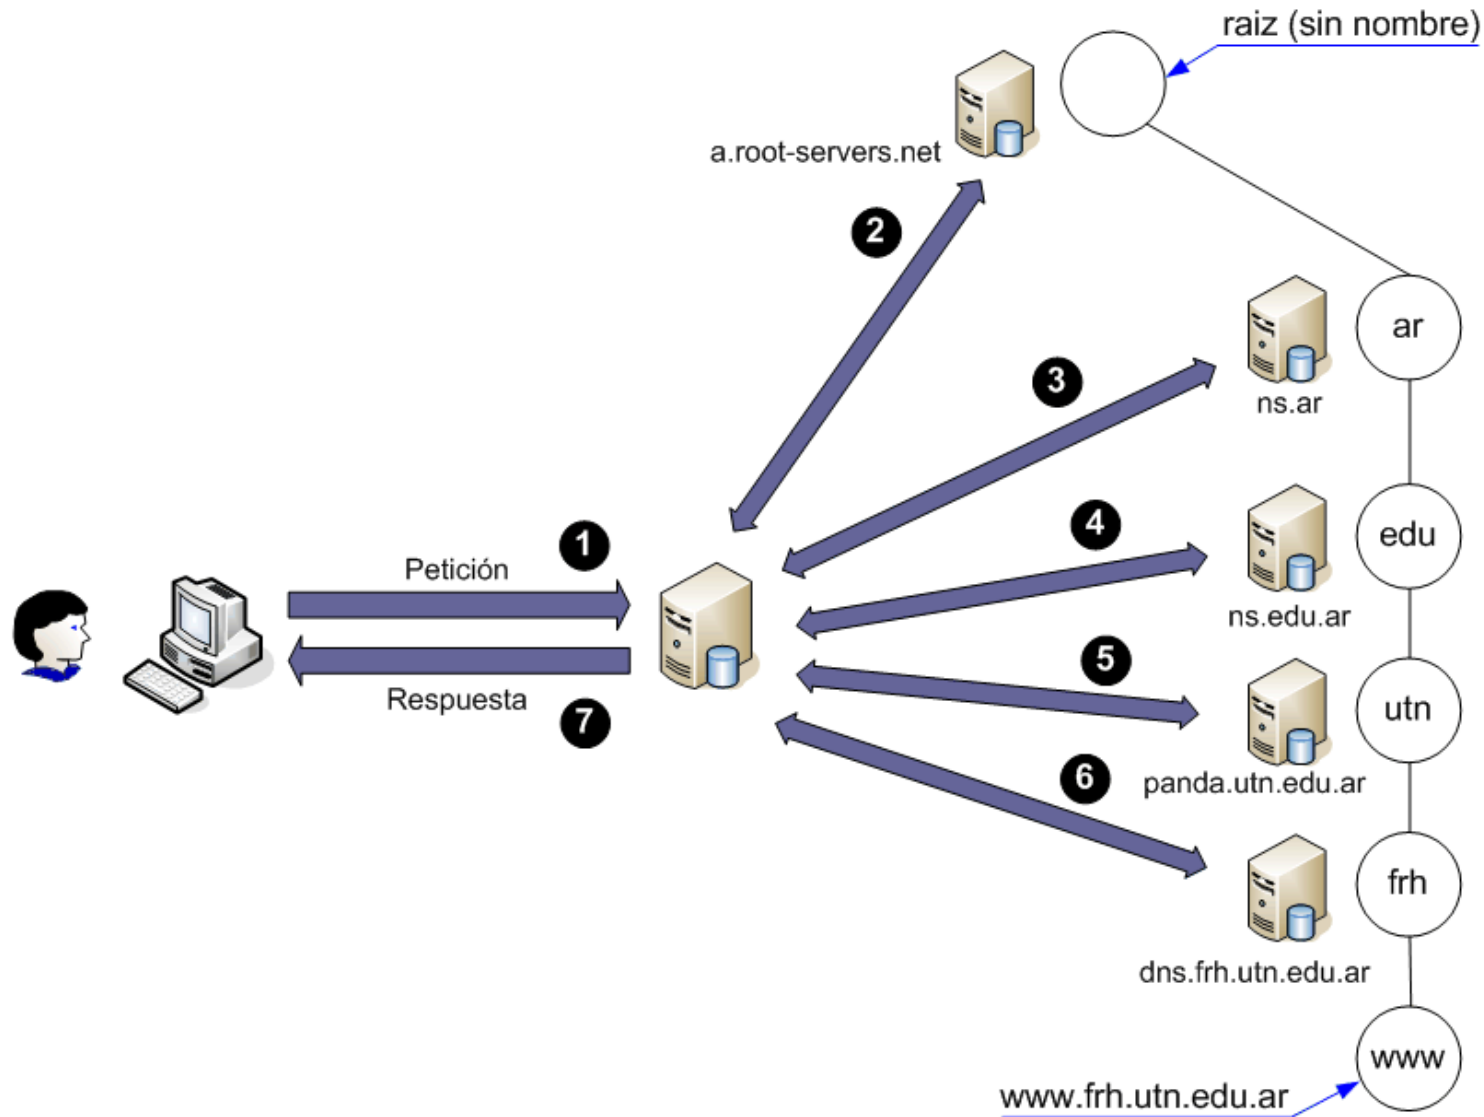 raiz (sin nombre)
a.root-servers.net
2
ar
3
ns.ar
4
edu
1
Petición
ns.edu.ar
5
Respuesta
7
utn
6
panda.utn.edu.ar
frh
dns.frh.utn.edu.ar
www
www.frh.utn.edu.ar